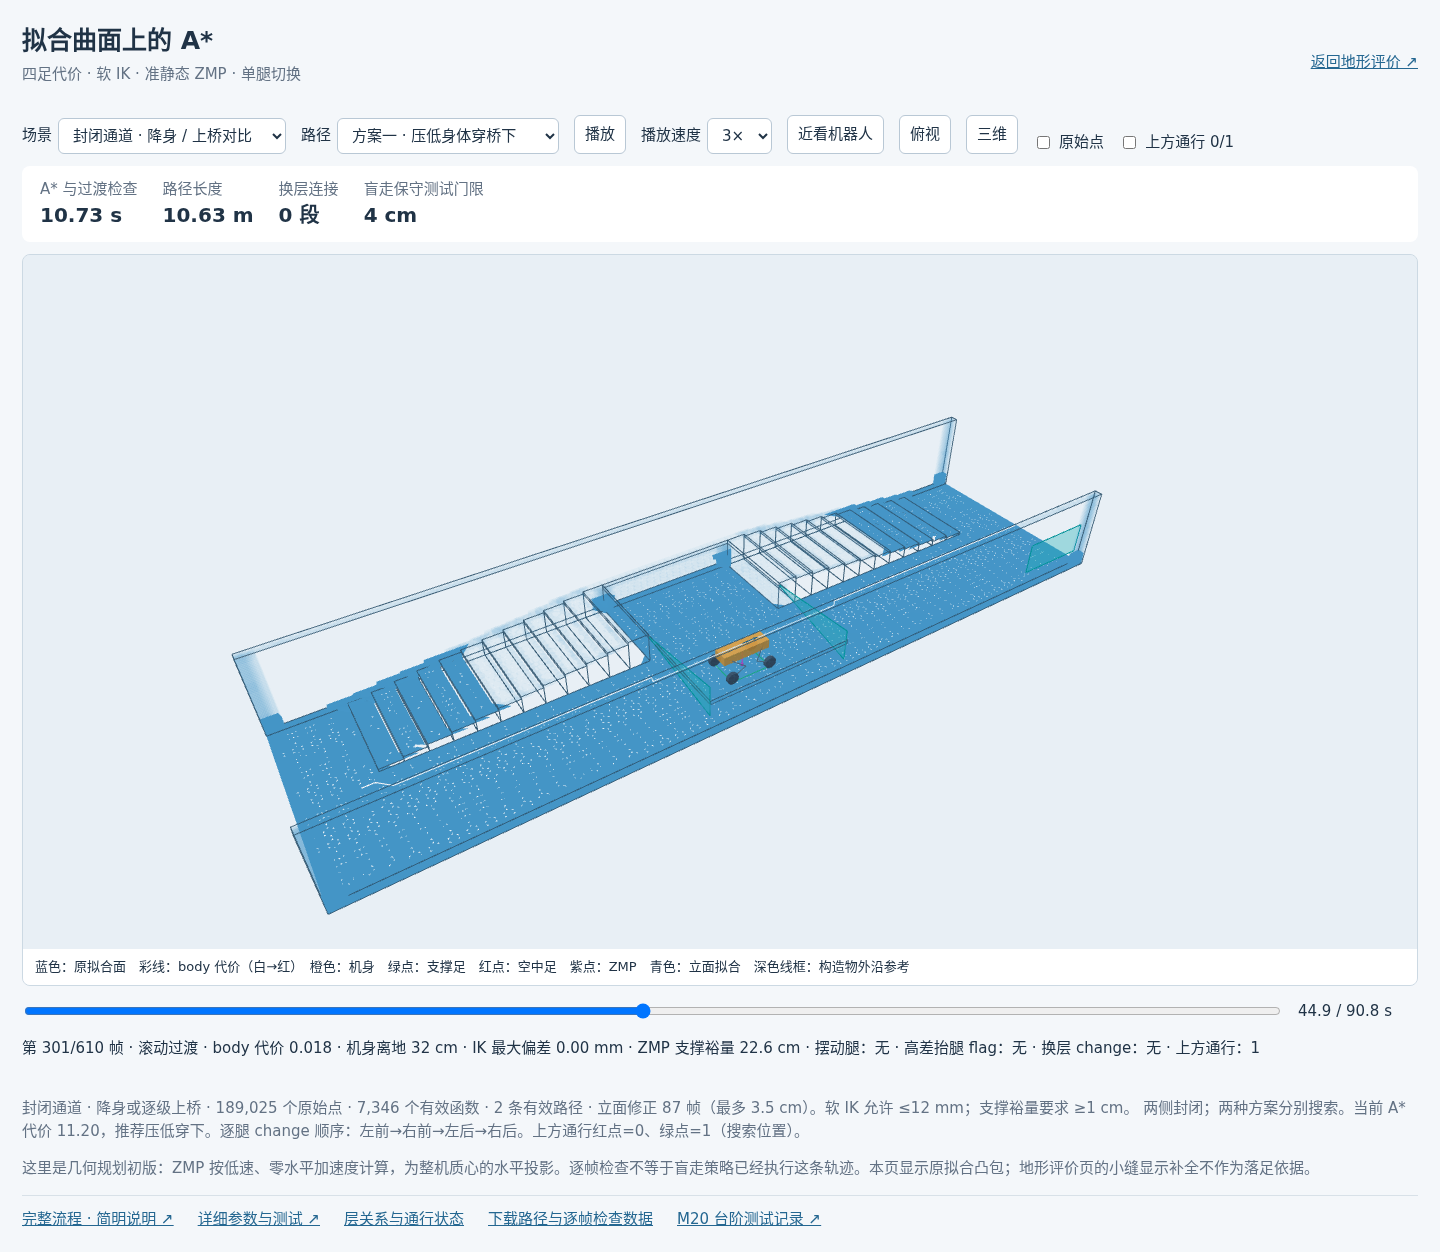 拟合曲面上的 A*
四足代价 · 软 IK · 准静态 ZMP · 单腿切换
返回地形评价 ↗
场景 封闭通道 · 降身 / 上桥对比 路径 方案一 · 压低身体穿桥下 播放 播放速度 3× 近看机器人 俯视 三维 原始点 上方通行 0/1
A* 与过渡检查 路径长度 换层连接 盲走保守测试门限
10.73 s 10.63 m 0 段 4 cm
蓝色：原拟合面 彩线：body 代价（白→红） 橙色：机身 绿点：支撑足 红点：空中足 紫点：ZMP 青色：立面拟合 深色线框：构造物外沿参考
44.9 / 90.8 s
第 301/610 帧 · 滚动过渡 · body 代价 0.018 · 机身离地 32 cm · IK 最大偏差 0.00 mm · ZMP 支撑裕量 22.6 cm · 摆动腿：无 · 高差抬腿 flag：无 · 换层 change：无 · 上方通行：1
封闭通道 · 降身或逐级上桥 · 189,025 个原始点 · 7,346 个有效函数 · 2 条有效路径 · 立面修正 87 帧（最多 3.5 cm）。软 IK 允许 ≤12 mm；支撑裕量要求 ≥1 cm。 两侧封闭；两种方案分别搜索。当前 A*
代价 11.20，推荐压低穿下。逐腿 change 顺序：左前→右前→左后→右后。上方通行红点=0、绿点=1（搜索位置）。
这里是几何规划初版：ZMP 按低速、零水平加速度计算，为整机质心的水平投影。逐帧检查不等于盲走策略已经执行这条轨迹。本页显示原拟合凸包；地形评价页的小缝显示补全不作为落足依据。
完整流程 · 简明说明 ↗ 详细参数与测试 ↗ 层关系与通行状态 下载路径与逐帧检查数据 M20 台阶测试记录 ↗